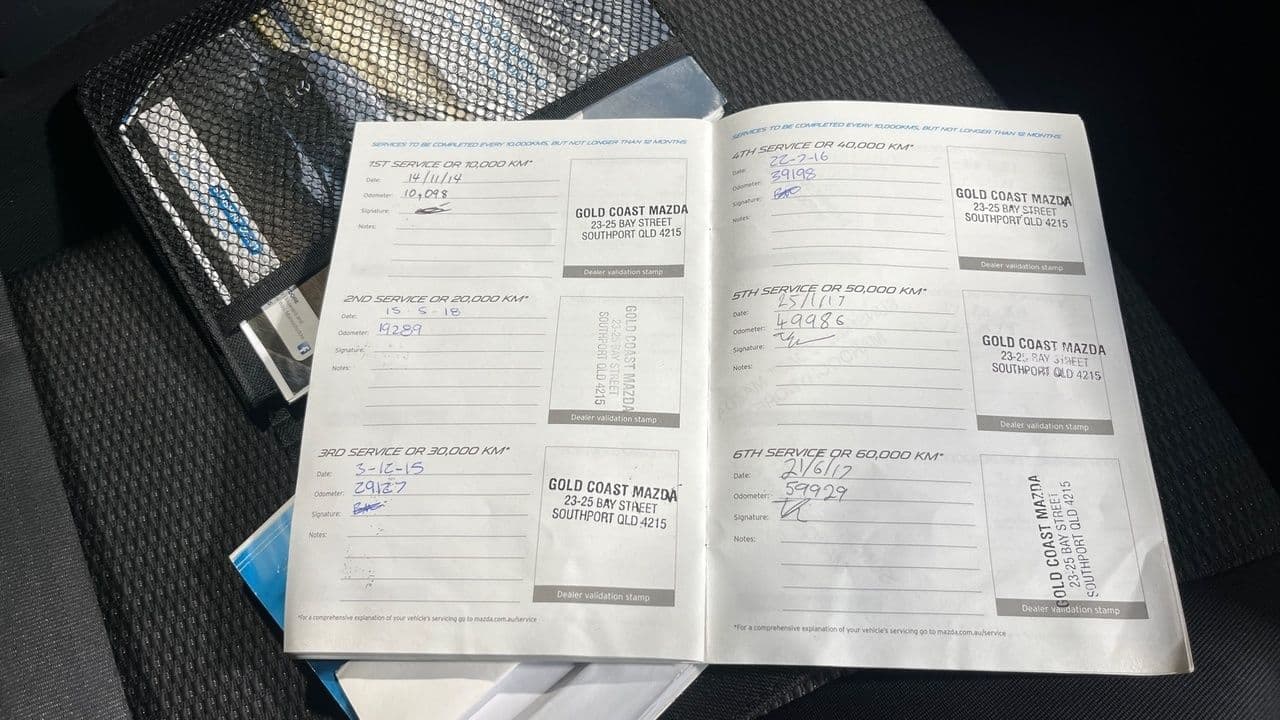 SERVICES TO BE COMPLETED EVERY 10,000KMS, BUT NOT LONGER THAN 12 MONTHS
1ST SERVICE OR 10,000 KM*
Date: 14/11/14
Odometer: 10,098
Signature:
Notes:
GOLD COAST MAZDA
23-25 BAY STREET
SOUTHPORT QLD 4215
Dealer validation stamp
2ND SERVICE OR 20,000 KM*
Date: 15-5-18
Odometer: 19289
Signature:
Notes:
GOLD COAST MAZDA
23-25 BAY STREET
SOUTHPORT QLD 4215
Dealer validation stamp
3RD SERVICE OR 30,000 KM*
Date: 3-12-15
Odometer: 29127
Signature:
Notes:
GOLD COAST MAZDA
23-25 BAY STREET
SOUTHPORT QLD 4215
Dealer validation stamp
*For a comprehensive explanation of your vehicle's servicing go to mazda.com.au/service
SERVICES TO BE COMPLETED EVERY 10,000KMS, BUT NOT LONGER THAN 12 MONTHS
4TH SERVICE OR 40,000 KM*
Date: 22-7-16
Odometer: 39198
Signature:
Notes:
GOLD COAST MAZDA
23-25 BAY STREET
SOUTHPORT QLD 4215
Dealer validation stamp
5TH SERVICE OR 50,000 KM*
Date: 25/1/17
Odometer: 49986
Signature:
Notes:
GOLD COAST MAZDA
23-25 BAY STREET
SOUTHPORT QLD 4215
Dealer validation stamp
6TH SERVICE OR 60,000 KM*
Date: 21/6/17
Odometer: 59929
Signature:
Notes:
GOLD COAST MAZDA
23-25 BAY STREET
SOUTHPORT QLD 4215
Dealer validation stamp
*For a comprehensive explanation of your vehicle's servicing go to mazda.com.au/service